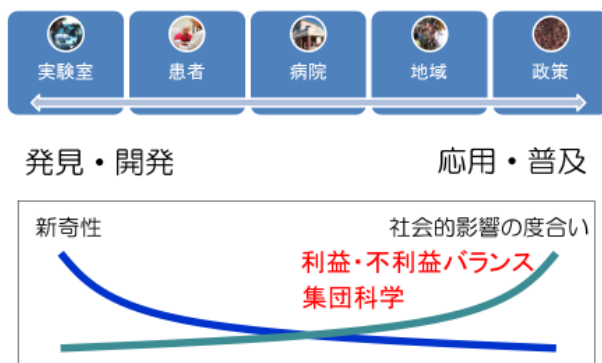 実験室
患者
病院
地域
政策
発見・開発
応用・普及
新奇性
社会的影響の度合い
利益・不利益バランス
集団科学